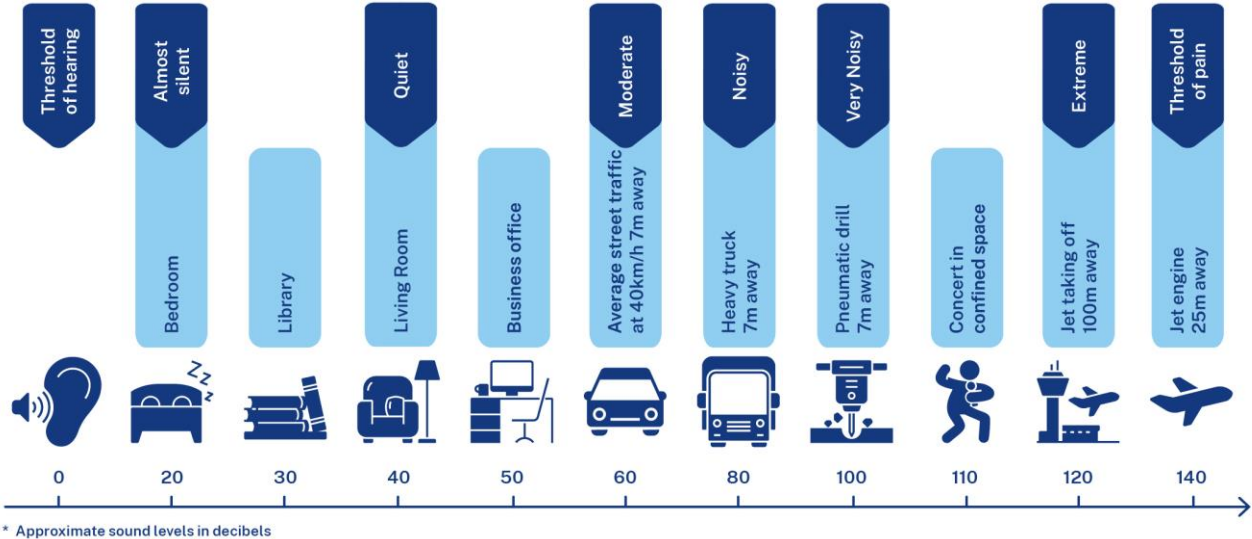 Threshold
of hearing
Almost
silent
Quiet
Moderate
Noisy
Very Noisy
Extreme
Threshold
of pain
Bedroom
Library
Living Room
Business office
Average street traffic
at 40km/h 7m away
Heavy truck
7m away
Pneumatic drill
7m away
Concert in
confined space
Jet taking off
100m away
Jet engine
25m away
Z Z z
0 20 30 40 50 60 80 100 110 120 140
* Approximate sound levels in decibels